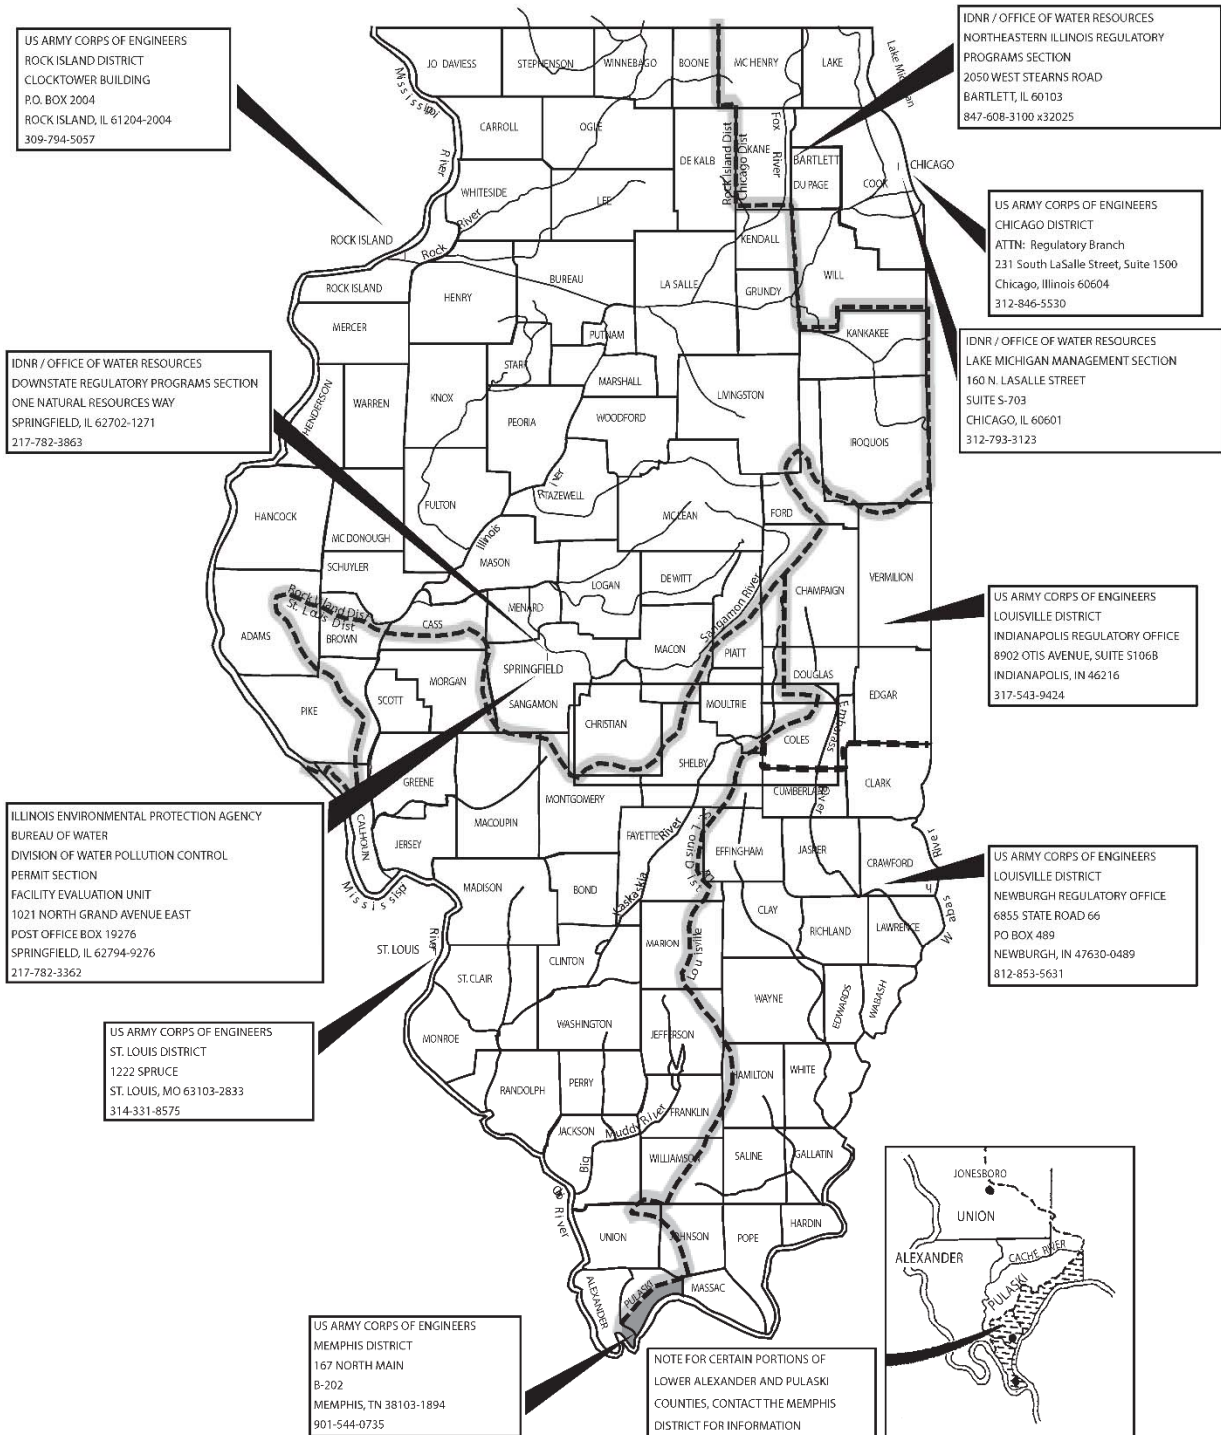 US ARMY CORPS OF ENGINEERS
ROCK ISLAND DISTRICT
CLOCKTOWER BUILDING
P.O. BOX 2004
ROCK ISLAND, IL 61204-2004
309-794-5057
IDNR / OFFICE OF WATER RESOURCES
NORTHEASTERN ILLINOIS REGULATORY
PROGRAMS SECTION
2050 WEST STEARNS ROAD
BARTLETT, IL 60103
847-608-3100 x32025
US ARMY CORPS OF ENGINEERS
CHICAGO DISTRICT
ATTN: Regulatory Branch
231 South LaSalle Street, Suite 1500
Chicago, Illinois 60604
312-846-5530
IDNR / OFFICE OF WATER RESOURCES
LAKE MICHIGAN MANAGEMENT SECTION
160 N. LASALLE STREET
SUITE S-703
CHICAGO, IL 60601
312-793-3123
IDNR / OFFICE OF WATER RESOURCES
DOWNSTATE REGULATORY PROGRAMS SECTION
ONE NATURAL RESOURCES WAY
SPRINGFIELD, IL 62702-1271
217-782-3863
US ARMY CORPS OF ENGINEERS
LOUISVILLE DISTRICT
INDIANAPOLIS REGULATORY OFFICE
8902 OTIS AVENUE, SUITE S106B
INDIANAPOLIS, IN 46216
317-543-9424
ILLINOIS ENVIRONMENTAL PROTECTION AGENCY
BUREAU OF WATER
DIVISION OF WATER POLLUTION CONTROL
PERMIT SECTION
FACILITY EVALUATION UNIT
1021 NORTH GRAND AVENUE EAST
POST OFFICE BOX 19276
SPRINGFIELD, IL 62794-9276
217-782-3362
US ARMY CORPS OF ENGINEERS
LOUISVILLE DISTRICT
NEWBURGH REGULATORY OFFICE
6855 STATE ROAD 66
PO BOX 489
NEWBURGH, IN 47630-0489
812-853-5631
US ARMY CORPS OF ENGINEERS
ST. LOUIS DISTRICT
1222 SPRUCE
ST. LOUIS, MO 63103-2833
314-331-8575
US ARMY CORPS OF ENGINEERS
MEMPHIS DISTRICT
167 NORTH MAIN
B-202
MEMPHIS, TN 38103-1894
901-544-0735
NOTE FOR CERTAIN PORTIONS OF
LOWER ALEXANDER AND PULASKI
COUNTIES, CONTACT THE MEMPHIS
DISTRICT FOR INFORMATION
JO DAVIESS
STEPHENSON
WINNEBAGO
BOONE
MC HENRY
LAKE
CARROLL
OGLE
DE KALB
Rock Island Dist
Chicago Dist
KANE
Fox River
BARTLETT
DU PAGE
COOK
CHICAGO
WHITESIDE
LEE
Rock River
ROCK ISLAND
KENDALL
WILL
ROCK ISLAND
HENRY
BUREAU
LA SALLE
GRUNDY
MERCER
PUTNAM
KANKAKEE
STARK
MARSHALL
HENDERSON
WARREN
KNOX
PEORIA
WOODFORD
LIVINGSTON
IROQUOIS
HANCOCK
MC DONOUGH
FULTON
TAZEWELL
MC LEAN
FORD
Illinois River
SCHUYLER
MASON
LOGAN
DE WITT
CHAMPAIGN
VERMILION
Rock Island Dist
St. Louis Dist
ADAMS
BROWN
CASS
MENARD
Sangamon River
SPRINGFIELD
MACON
PIATT
DOUGLAS
EDGAR
PIKE
SCOTT
MORGAN
SANGAMON
CHRISTIAN
MOULTRIE
COLES
SHELBY
GREENE
MONTGOMERY
CUMBERLAND
CLARK
CALHOUN
JERSEY
MACOUPIN
FAYETTE
Kaskaskia River
EFFINGHAM
JASPER
CRAWFORD
MADISON
BOND
CLAY
RICHLAND
LAWRENCE
ST. LOUIS
River
ST. CLAIR
CLINTON
MARION
WAYNE
EDWARDS
WABASH
MONROE
WASHINGTON
JEFFERSON
RANDOLPH
PERRY
HAMILTON
WHITE
FRANKLIN
JACKSON
Big Muddy River
WILLIAMSON
SALINE
GALLATIN
UNION
JOHNSON
POPE
HARDIN
ALEXANDER
PULASKI
MASSAC
JONESBORO
UNION
ALEXANDER
CACHE RIVER
PULASKI